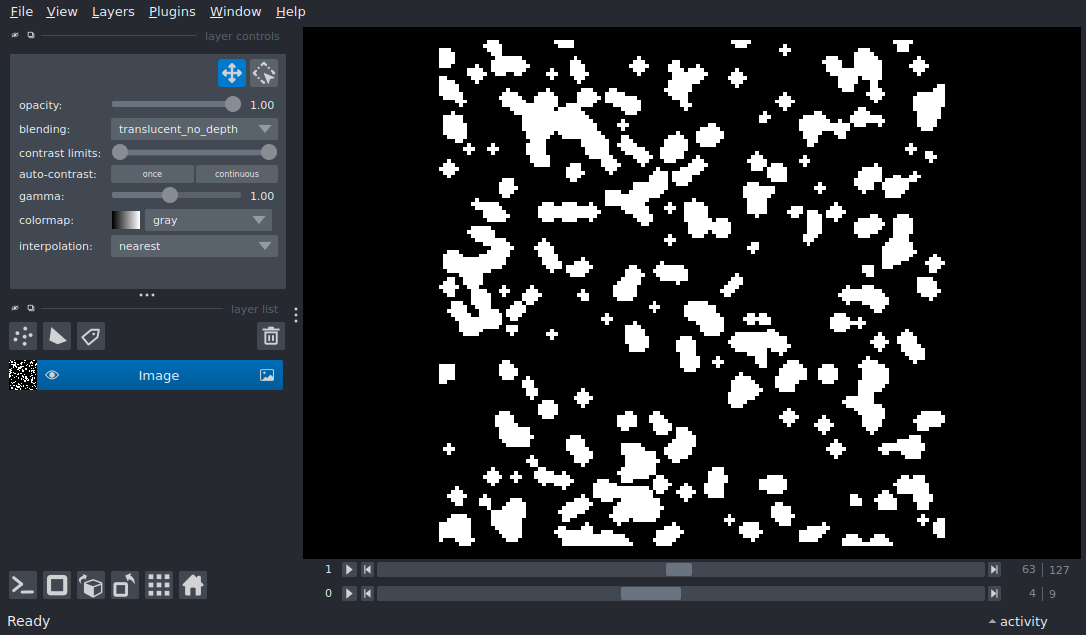 File View Layers Plugins Window Help
layer controls
opacity: 1.00
blending: translucent_no_depth
contrast limits:
auto-contrast: once continuous
gamma: 1.00
colormap: gray
interpolation: nearest
layer list
Image
1 63 127
0 4 9
Ready activity